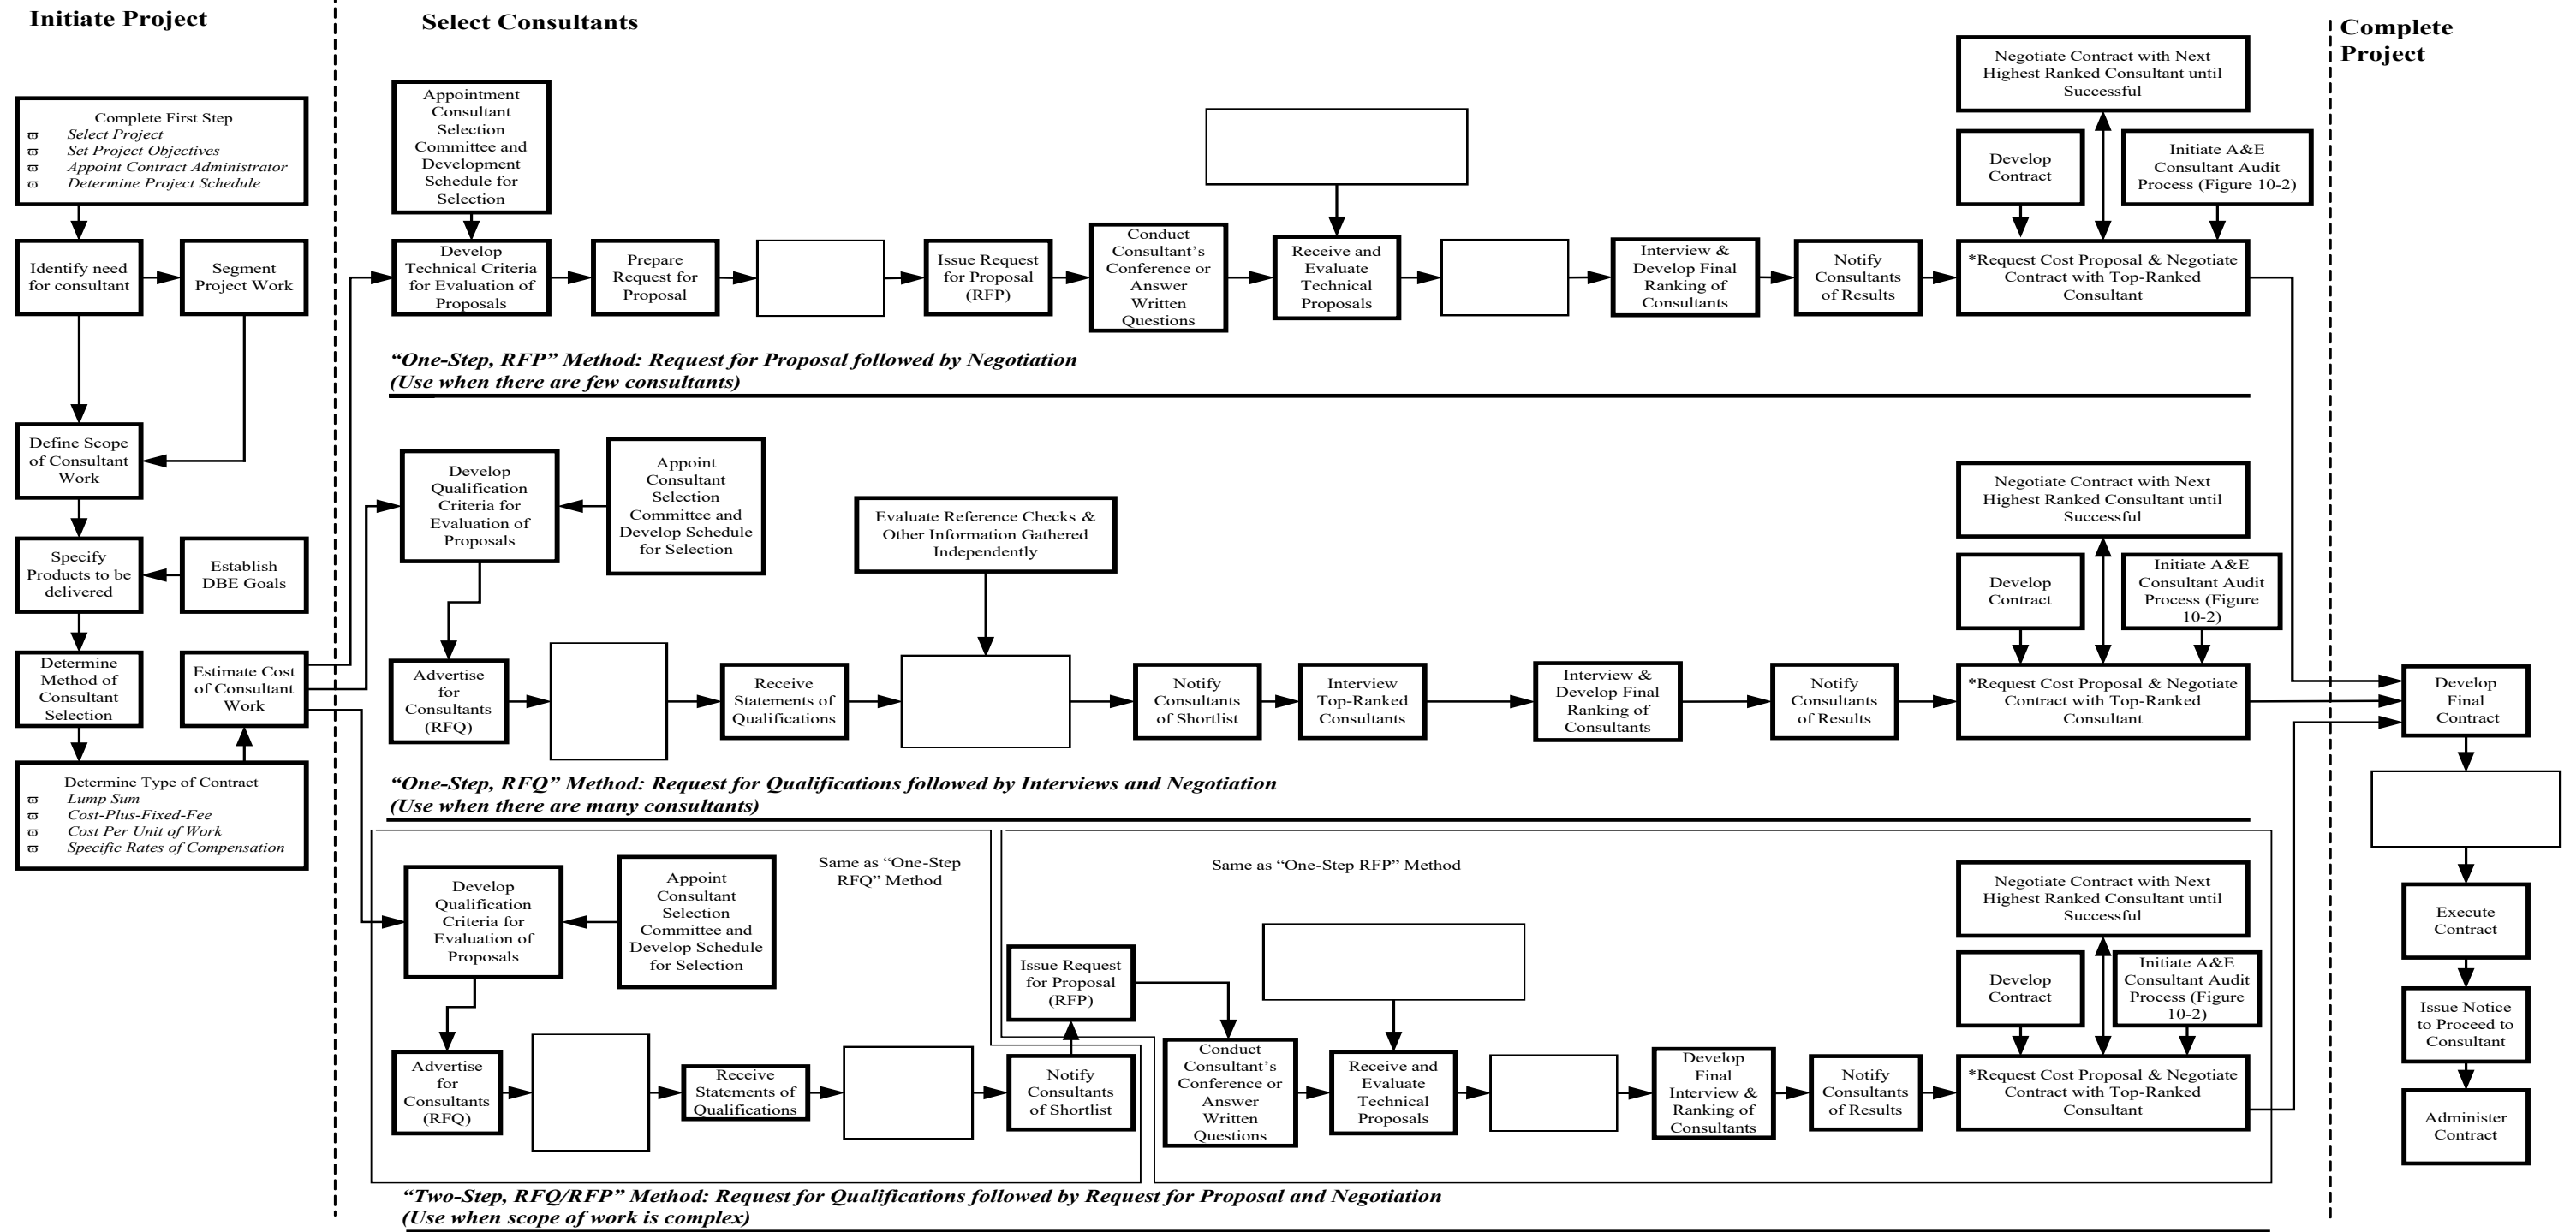 Initiate Project
Complete First Step
ϖ Select Project
ϖ Set Project Objectives
ϖ Appoint Contract Administrator
ϖ Determine Project Schedule
Identify need
for consultant
Segment
Project Work
Define Scope
of Consultant
Work
Specify
Products to be
delivered
Establish
DBE Goals
Determine
Method of
Consultant
Selection
Estimate Cost
of Consultant
Work
Determine Type of Contract
ϖ Lump Sum
ϖ Cost-Plus-Fixed-Fee
ϖ Cost Per Unit of Work
ϖ Specific Rates of Compensation
Select Consultants
Appointment
Consultant
Selection
Committee and
Development
Schedule for
Selection
Develop
Technical Criteria
for Evaluation of
Proposals
Prepare
Request for
Proposal
Issue Request
for Proposal
(RFP)
Conduct
Consultant’s
Conference or
Answer
Written
Questions
Receive and
Evaluate
Technical
Proposals
Interview &
Develop Final
Ranking of
Consultants
Notify
Consultants
of Results
Negotiate Contract with Next
Highest Ranked Consultant until
Successful
Develop
Contract
Initiate A&E
Consultant Audit
Process (Figure 10-2)
*Request Cost Proposal & Negotiate
Contract with Top-Ranked
Consultant
“One-Step, RFP” Method: Request for Proposal followed by Negotiation
(Use when there are few consultants)
Develop
Qualification
Criteria for
Evaluation of
Proposals
Appoint
Consultant
Selection
Committee and
Develop Schedule
for Selection
Evaluate Reference Checks &
Other Information Gathered
Independently
Advertise
for
Consultants
(RFQ)
Receive
Statements of
Qualifications
Notify
Consultants
of Shortlist
Interview
Top-Ranked
Consultants
Interview &
Develop Final
Ranking of
Consultants
Notify
Consultants
of Results
Negotiate Contract with Next
Highest Ranked Consultant until
Successful
Develop
Contract
Initiate A&E
Consultant Audit
Process (Figure
10-2)
*Request Cost Proposal & Negotiate
Contract with Top-Ranked
Consultant
“One-Step, RFQ” Method: Request for Qualifications followed by Interviews and Negotiation
(Use when there are many consultants)
Develop
Qualification
Criteria for
Evaluation of
Proposals
Appoint
Consultant
Selection
Committee and
Develop Schedule
for Selection
Same as “One-Step
RFQ” Method
Advertise
for
Consultants
(RFQ)
Receive
Statements of
Qualifications
Notify
Consultants
of Shortlist
Same as “One-Step RFP” Method
Issue Request
for Proposal
(RFP)
Conduct
Consultant’s
Conference or
Answer
Written
Questions
Receive and
Evaluate
Technical
Proposals
Develop
Final
Interview &
Ranking of
Consultants
Notify
Consultants
of Results
Negotiate Contract with Next
Highest Ranked Consultant until
Successful
Develop
Contract
Initiate A&E
Consultant Audit
Process (Figure
10-2)
*Request Cost Proposal & Negotiate
Contract with Top-Ranked
Consultant
“Two-Step, RFQ/RFP” Method: Request for Qualifications followed by Request for Proposal and Negotiation
(Use when scope of work is complex)
Complete
Project
Develop
Final
Contract
Execute
Contract
Issue Notice
to Proceed to
Consultant
Administer
Contract